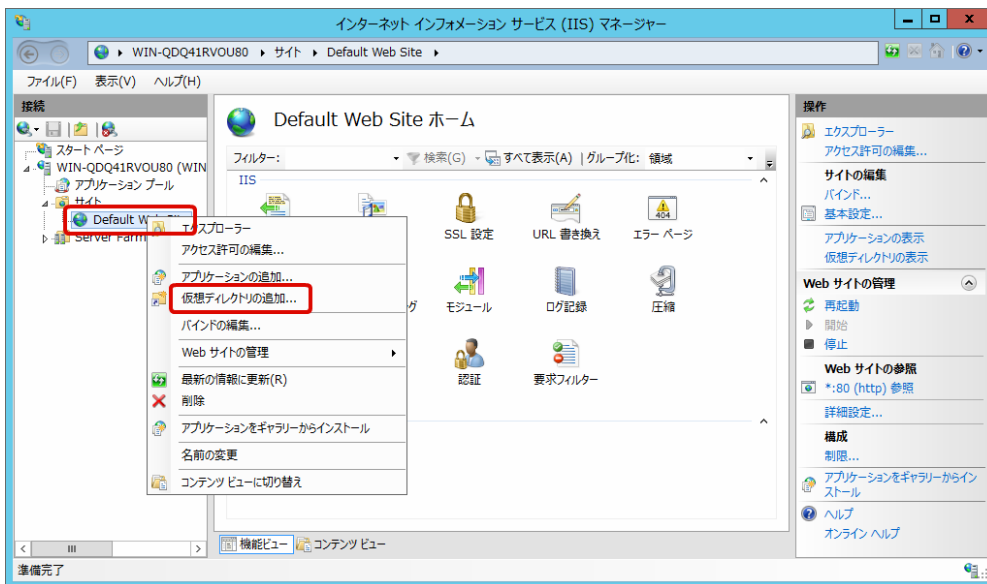 インターネット インフォメーション サービス (IIS) マネージャー
WIN-QDQ41RVOU80 ▸ サイト ▸ Default Web Site ▸
ファイル(F) 表示(V) ヘルプ(H)
接続
スタート ページ
WIN-QDQ41RVOU80 (WIN
アプリケーション プール
サイト
Default Web
Server Farm
エクスプローラー
アクセス許可の編集...
アプリケーションの追加...
仮想ディレクトリの追加...
バインドの編集...
Web サイトの管理
最新の情報に更新(R)
削除
アプリケーションをギャラリーからインストール
名前の変更
コンテンツ ビューに切り替え
Default Web Site ホーム
フィルター: 検索(G) すべて表示(A) グループ化: 領域
IIS
SSL 設定
URL 書き換え
404
エラー ページ
グ
モジュール
ログ記録
圧縮
認証
要求フィルター
機能ビュー コンテンツ ビュー
操作
エクスプローラー
アクセス許可の編集...
サイトの編集
バインド...
基本設定...
アプリケーションの表示
仮想ディレクトリの表示
Web サイトの管理
再起動
開始
停止
Web サイトの参照
*:80 (http) 参照
詳細設定...
構成
制限...
アプリケーションをギャラリーからイン
ストール
ヘルプ
オンライン ヘルプ
準備完了